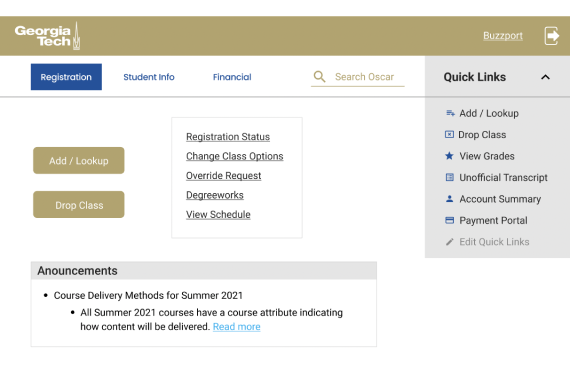 Georgia
Tech
Buzzport
Registration
Student Info
Financial
Search Oscar
Quick Links
Add / Lookup
Drop Class
View Grades
Unofficial Transcript
Account Summary
Payment Portal
Edit Quick Links
Add / Lookup
Drop Class
Registration Status
Change Class Options
Override Request
Degreeworks
View Schedule
Anouncements
• Course Delivery Methods for Summer 2021
• All Summer 2021 courses have a course attribute indicating
how content will be delivered. Read more